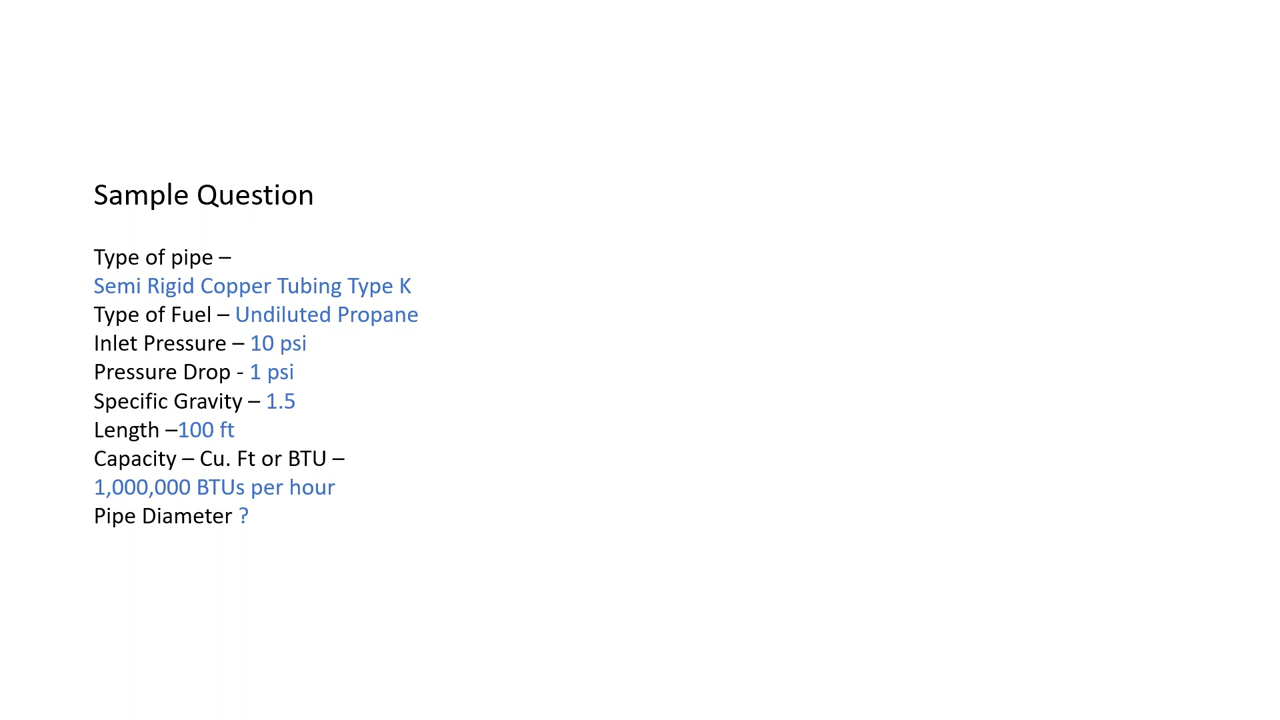 Sample Question
Type of pipe –
Semi Rigid Copper Tubing Type K
Type of Fuel – Undiluted Propane
Inlet Pressure – 10 psi
Pressure Drop - 1 psi
Specific Gravity – 1.5
Length –100 ft
Capacity – Cu. Ft or BTU –
1,000,000 BTUs per hour
Pipe Diameter ?